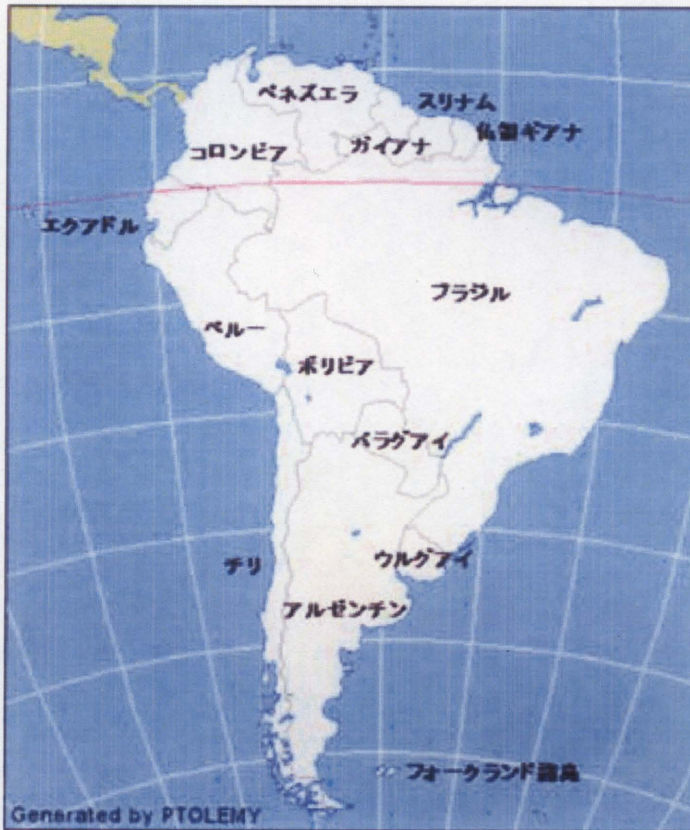 ベネズエラ
スリナム
仏領ギアナ
ガイアナ
コロンビア
エクアドル
ブラジル
ペルー
ボリビア
パラグアイ
チリ
ウルグアイ
アルゼンチン
フォークランド諸島
Generated by PTOLEMY